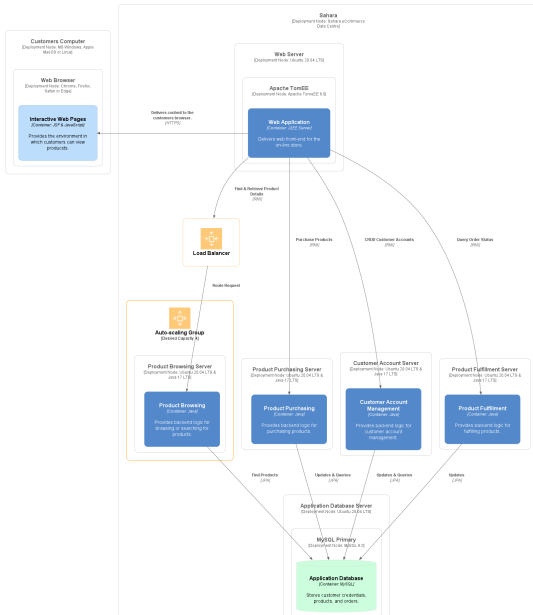 Sahara
[Deployment Node: Sahara eCommerce
Data Centre]
Customers Computer
[Deployment Node: MS Windows, Apple
MacOS or Linux]
Web Browser
[Deployment Node: Chrome, Firefox,
Safari or Edge]
Interactive Web Pages
[Container: JSF & JavaScript]
Provides the environment in
which customers can view
products.
Delivers content to the
customers browser.
[HTTPS]
Web Server
[Deployment Node: Ubuntu 20.04 LTS]
Apache TomEE
[Deployment Node: Apache TomEE
Web Application
[Container: J2EE Server]
Delivers web front-end for the
on-line store.
Find & Retrieve Product
Details
[RMI]
Purchase Products
[RMI]
CRUD Customer Accounts
[RMI]
Query Order Status
[RMI]
Load Balancer
Route Request
Auto-scaling Group
[Desired Capacity: 4]
Product Browsing Server
[Deployment Node: Ubuntu 20.04 LTS &
Java 17 LTS]
Product Browsing
[Container: Java]
Provides backend logic for
browsing or searching for
products.
Product Purchasing Server
[Deployment Node: Ubuntu 20.04 LTS &
Java 17 LTS]
Product Purchasing
[Container: Java]
Provides backend logic for
purchasing products.
Customer Account Server
[Deployment Node: Ubuntu 20.04 LTS &
Java 17 LTS]
Customer Account
Management
[Container: Java]
Provides backend logic for
customer account
management.
Product Fulfillment Server
[Deployment Node: Ubuntu 20.04 LTS &
Java 17 LTS]
Product Fulfillment
[Container: Java]
Provides backend logic for
fulfilling products.
Find Products
[JPA]
Updates & Queries
[JPA]
Updates & Queries
[JPA]
Updates
[JPA]
Application Database Server
[Deployment Node: Ubuntu 20.04 LTS]
MySQL Primary
[Deployment Node: MySQL
Application Database
[Container: MySQL]
Stores customer credentials,
products, and orders.